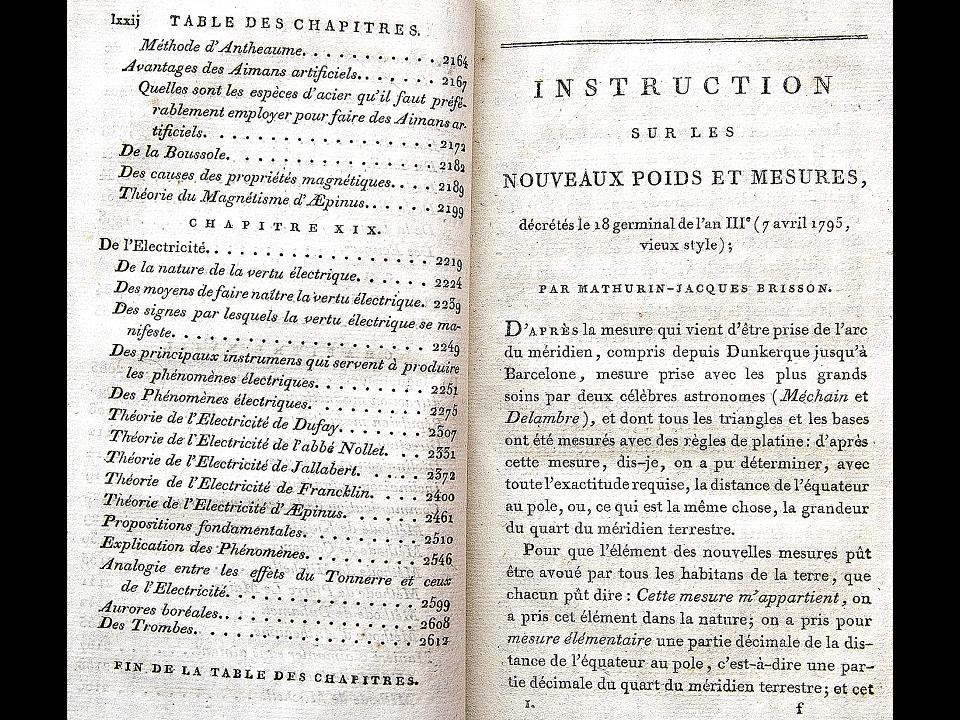 lxxij TABLE DES CHAPITRES.
Méthode d'Antheaume. . . . . . . . . . . 2164
Avantages des Aimans artificiels. . . . . . . . 2167
Quelles sont les espèces d'acier qu'il faut préfé-
rablement employer pour faire des Aimans ar-
tificiels. . . . . . . . . . . . . . . . . . 2172
De la Boussole. . . . . . . . . . . . . . . 2182
Des causes des propriétés magnétiques. . . . 2189
Théorie du Magnétisme d'Æpinus. . . . . . . 2199
CHAPITRE XIX.
De l'Electricité. . . . . . . . . . . . . . . . 2219
De la nature de la vertu électrique. . . . . . 2224
Des moyens de faire naître la vertu électrique. 2239
Des signes par lesquels la vertu électrique se ma-
nifeste. . . . . . . . . . . . . . . . . . . 2249
Des principaux instrumens qui servent à produire
les phénomènes électriques. . . . . . . . . 2251
Des Phénomènes électriques. . . . . . . . . . 2275
Théorie de l'Electricité de Dufay. . . . . . . 2307
Théorie de l'Electricité de l'abbé Nollet. . . 2331
Théorie de l'Electricité de Jallabert. . . . . 2372
Théorie de l'Electricité de Francklin. . . . . 2400
Théorie de l'Electricité d'Æpinus. . . . . . . 2461
Propositions fondamentales. . . . . . . . . . 2510
Explication des Phénomènes. . . . . . . . . . 2546
Analogie entre les effets du Tonnerre et ceux
de l'Electricité. . . . . . . . . . . . . . . 2599
Aurores boréales. . . . . . . . . . . . . . . 2608
Des Trombes. . . . . . . . . . . . . . . . . 2612
FIN DE LA TABLE DES CHAPITRES.
INSTRUCTION
SUR LES
NOUVEAUX POIDS ET MESURES,
décrétés le 18 germinal de l'an IIIe (7 avril 1795,
vieux style);
PAR MATHURIN-JACQUES BRISSON.
D'APRÈS la mesure qui vient d'être prise de l'arc
du méridien, compris depuis Dunkerque jusqu'à
Barcelone, mesure prise avec les plus grands
soins par deux célèbres astronomes (Méchain et
Delambre), et dont tous les triangles et les bases
ont été mesurés avec des règles de platine: d'après
cette mesure, dis-je, on a pu déterminer, avec
toute l'exactitude requise, la distance de l'équateur
au pole, ou, ce qui est la même chose, la grandeur
du quart du méridien terrestre.
Pour que l'élément des nouvelles mesures pût
être avoué par tous les habitans de la terre, que
chacun pût dire: Cette mesure m'appartient, on
a pris cet élément dans la nature; on a pris pour
mesure élémentaire une partie décimale de la dis-
tance de l'équateur au pole, c'est-à-dire une par-
tie décimale du quart du méridien terrestre; et cet
1. f